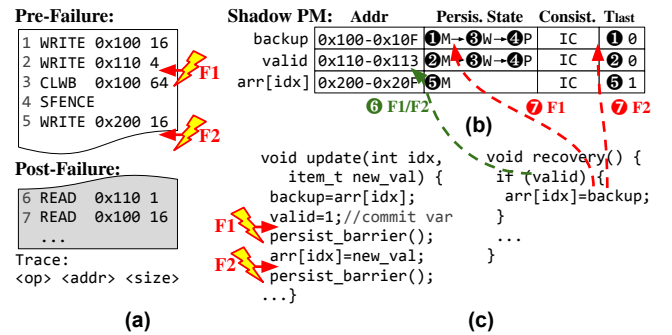 Pre-Failure:
1 WRITE 0x100 16
2 WRITE 0x110 4
3 CLWB 0x100 64
4 SFENCE
5 WRITE 0x200 16
F1
F2
Post-Failure:
6 READ 0x110 1
7 READ 0x100 16
...
Trace:
<op> <addr> <size>
(a)
Shadow PM: Addr Persis. State Consist. Tlast
backup 0x100-0x10F ❶M→❸W→❹P IC ❶ 0
valid 0x110-0x113 ❷M→❸W→❹P IC ❷ 0
arr[idx] 0x200-0x20F ❺M IC ❺ 1
❻ F1/F2
❼ F1
❼ F2
(b)
void update(int idx,
item_t new_val) {
backup=arr[idx];
valid=1;//commit var
F1
persist_barrier();
F2
arr[idx]=new_val;
persist_barrier();
...}
void recovery() {
if (valid) {
arr[idx]=backup;
}
...
}
(c)